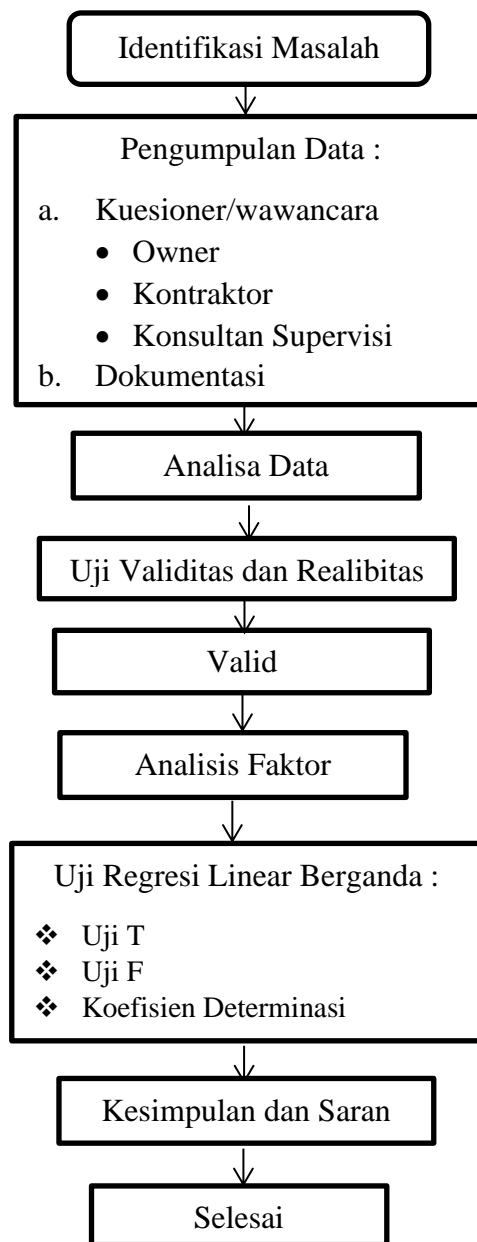 Identifikasi Masalah
Pengumpulan Data :
a. Kuesioner/wawancara
• Owner
• Kontraktor
• Konsultan Supervisi
b. Dokumentasi
Analisa Data
Uji Validitas dan Realibitas
Valid
Analisis Faktor
Uji Regresi Linear Berganda :
❖ Uji T
❖ Uji F
❖ Koefisien Determinasi
Kesimpulan dan Saran
Selesai